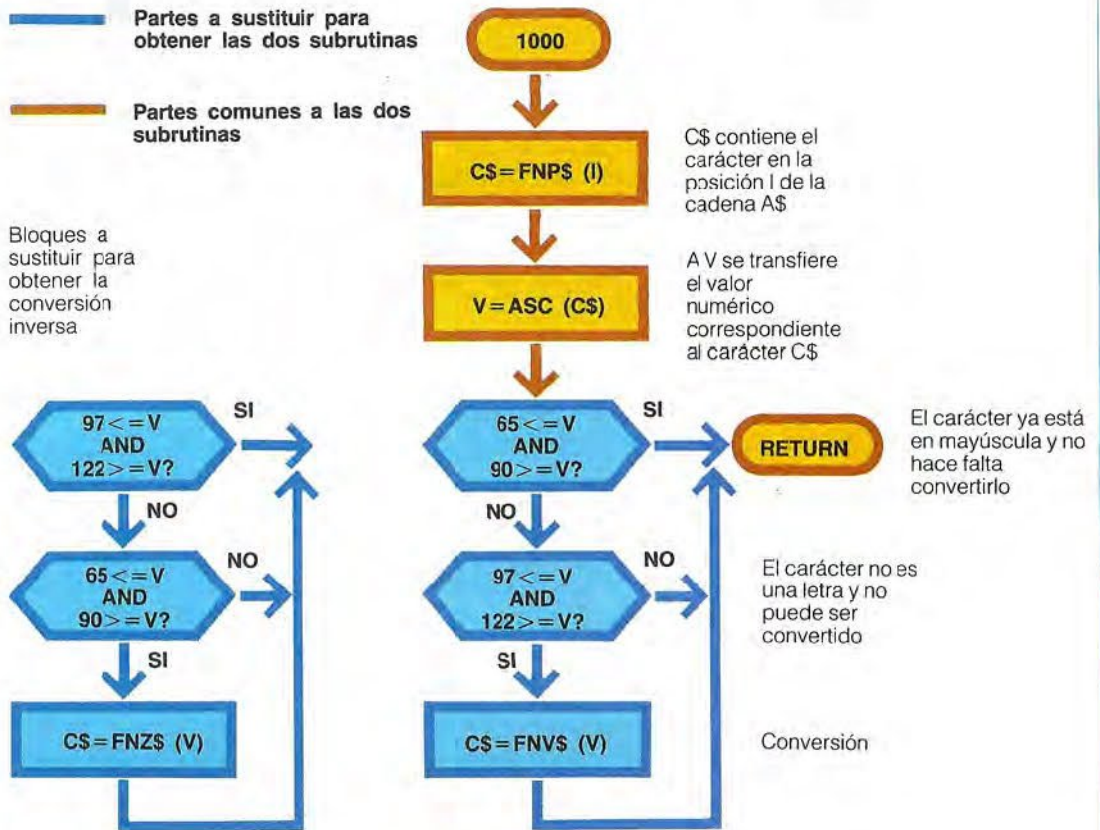 Partes a sustituir para
obtener las dos subrutinas
1000
Partes comunes a las dos
subrutinas
C$=FNP$ (I)
C$ contiene el
carácter en la
posición I de la
cadena A$
Bloques a
sustituir para
obtener la
conversión
inversa
V=ASC (C$)
A V se transfiere
el valor
numérico
correspondiente
al carácter C$
97<=V
AND
122>=V?
SI
NO
65<=V
AND
90>=V?
NO
SI
C$=FNZ$ (V)
65<=V
AND
90>=V?
SI
RETURN
El carácter ya está
en mayúscula y no
hace falta
convertirlo
NO
97<=V
AND
122>=V?
NO
El carácter no es
una letra y no
puede ser
convertido
SI
C$=FNV$ (V)
Conversión